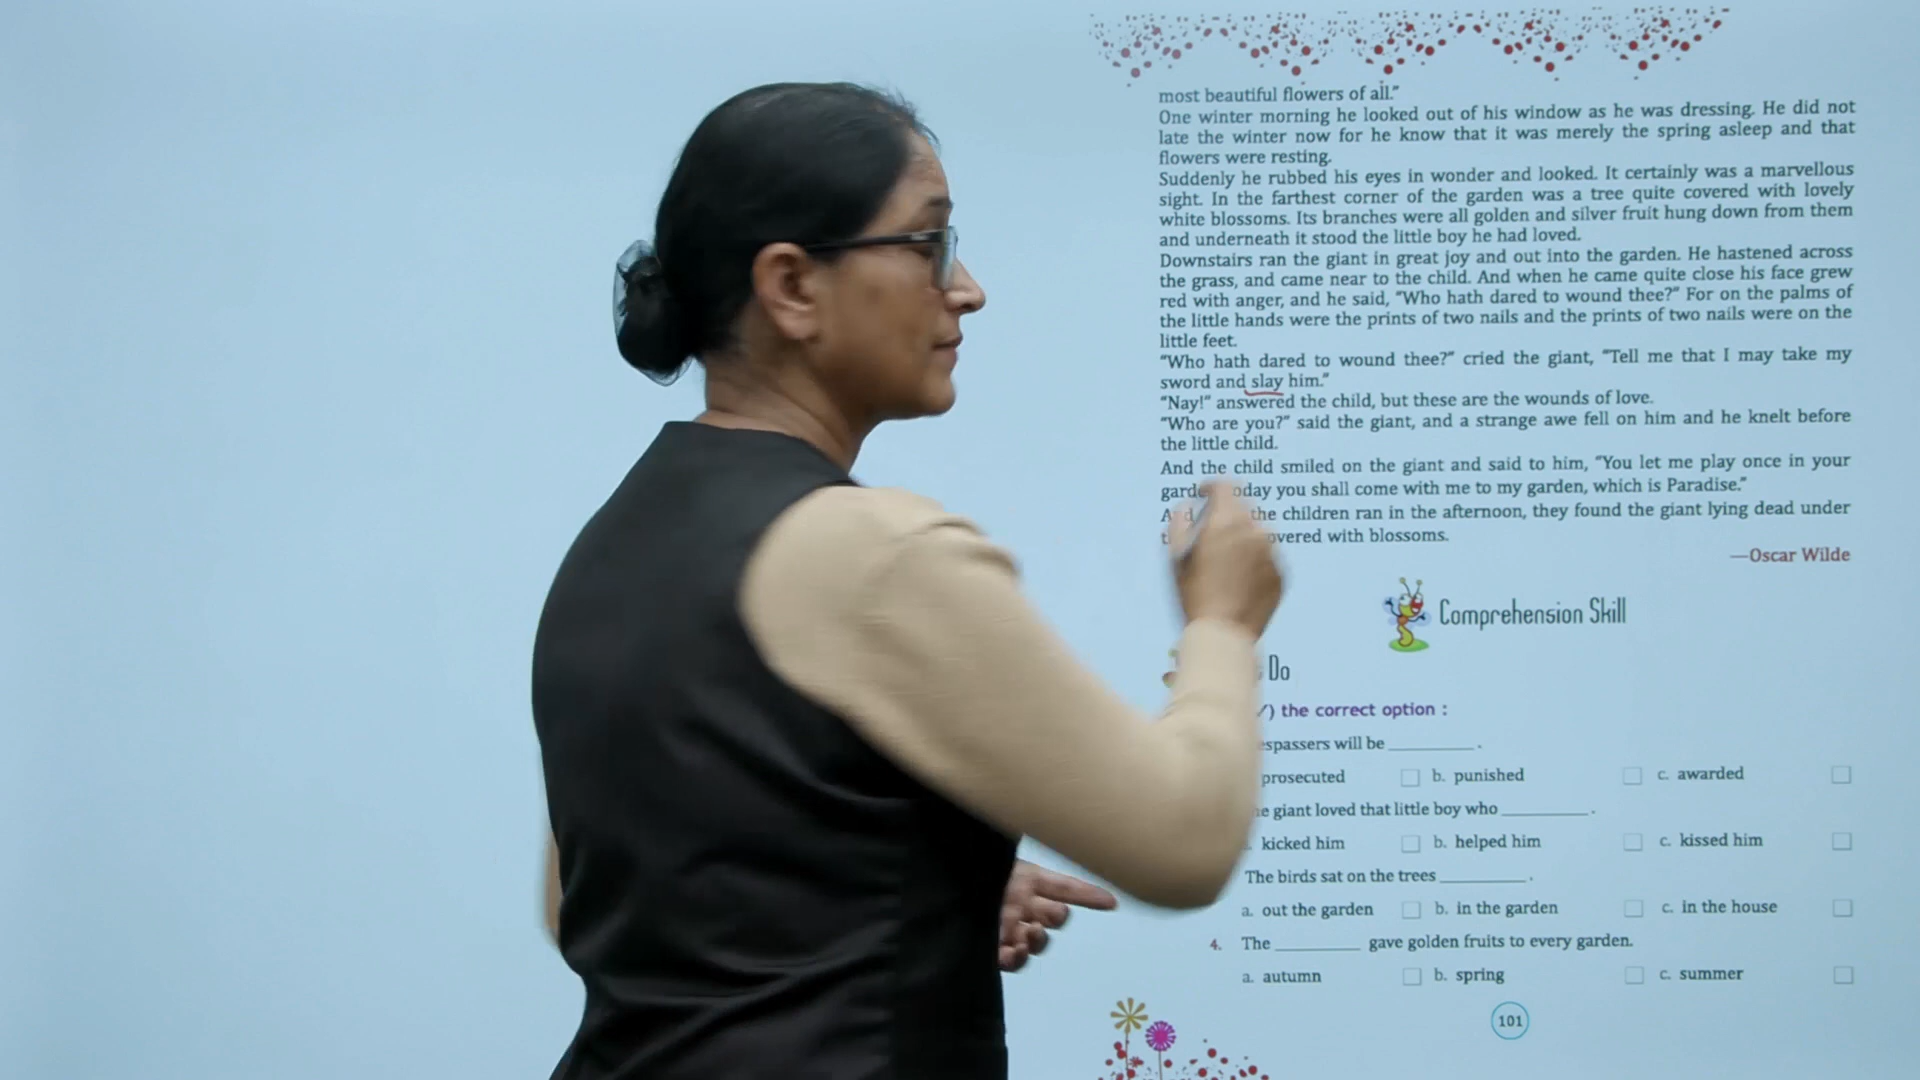 most beautiful flowers of all.”
One winter morning he looked out of his window as he was dressing. He did not
late the winter now for he know that it was merely the spring asleep and that
flowers were resting.
Suddenly he rubbed his eyes in wonder and looked. It certainly was a marvellous
sight. In the farthest corner of the garden was a tree quite covered with lovely
white blossoms. Its branches were all golden and silver fruit hung down from them
and underneath it stood the little boy he had loved.
Downstairs ran the giant in great joy and out into the garden. He hastened across
the grass, and came near to the child. And when he came quite close his face grew
red with anger, and he said, “Who hath dared to wound thee?” For on the palms of
the little hands were the prints of two nails and the prints of two nails were on the
little feet.
“Who hath dared to wound thee?” cried the giant, “Tell me that I may take my
sword and slay him.”
“Nay!” answered the child, but these are the wounds of love.
“Who are you?” said the giant, and a strange awe fell on him and he knelt before
the little child.
And the child smiled on the giant and said to him, “You let me play once in your
you shall come with me to my garden, which is Paradise.”
the children ran in the afternoon, they found the giant lying dead under
with blossoms.
—Oscar Wilde
Comprehension Skill
Do
the correct option :
will be ________ .
prosecuted b. punished c. awarded
giant loved that little boy who ________ .
kicked him b. helped him c. kissed him
The birds sat on the trees ________ .
a. out the garden b. in the garden c. in the house
4. The ________ gave golden fruits to every garden.
a. autumn b. spring c. summer
101